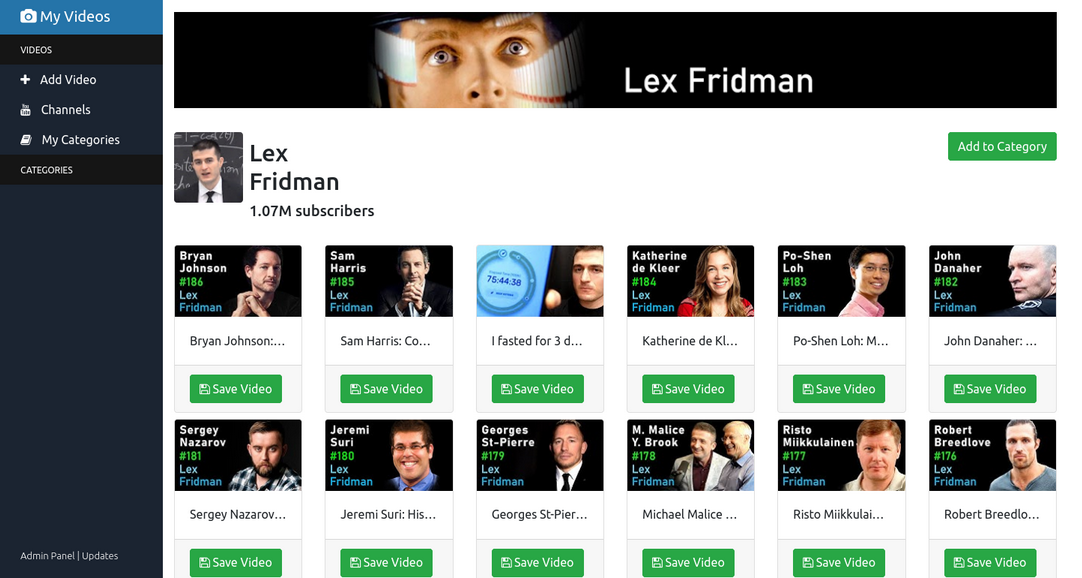 My Videos
VIDEOS
Add Video
Channels
My Categories
CATEGORIES
Admin Panel | Updates
Lex Fridman
Lex
Fridman
1.07M subscribers
Add to Category
Bryan
Johnson
#186
Lex
Fridman
Bryan Johnson:...
Save Video
Sam
Harris
#185
Lex
Fridman
Sam Harris: Co...
Save Video
75:44:38
I fasted for 3 d...
Save Video
Katherine
de Kleer
#184
Lex
Fridman
Katherine de Kl...
Save Video
Po-Shen
Loh
#183
Lex
Fridman
Po-Shen Loh: M...
Save Video
John
Danaher
#182
Lex
Fridman
John Danaher: ...
Save Video
Sergey
Nazarov
#181
Lex
Fridman
Sergey Nazarov...
Save Video
Jeremi
Suri
#180
Lex
Fridman
Jeremi Suri: His...
Save Video
Georges
St-Pierre
#179
Lex
Fridman
Georges St-Pier...
Save Video
M. Malice
Y. Brook
#178
Lex
Fridman
Michael Malice ...
Save Video
Risto
Miikkulainen
#177
Lex
Fridman
Risto Miikkulai...
Save Video
Robert
Breedlove
#176
Lex
Fridman
Robert Breedlo...
Save Video